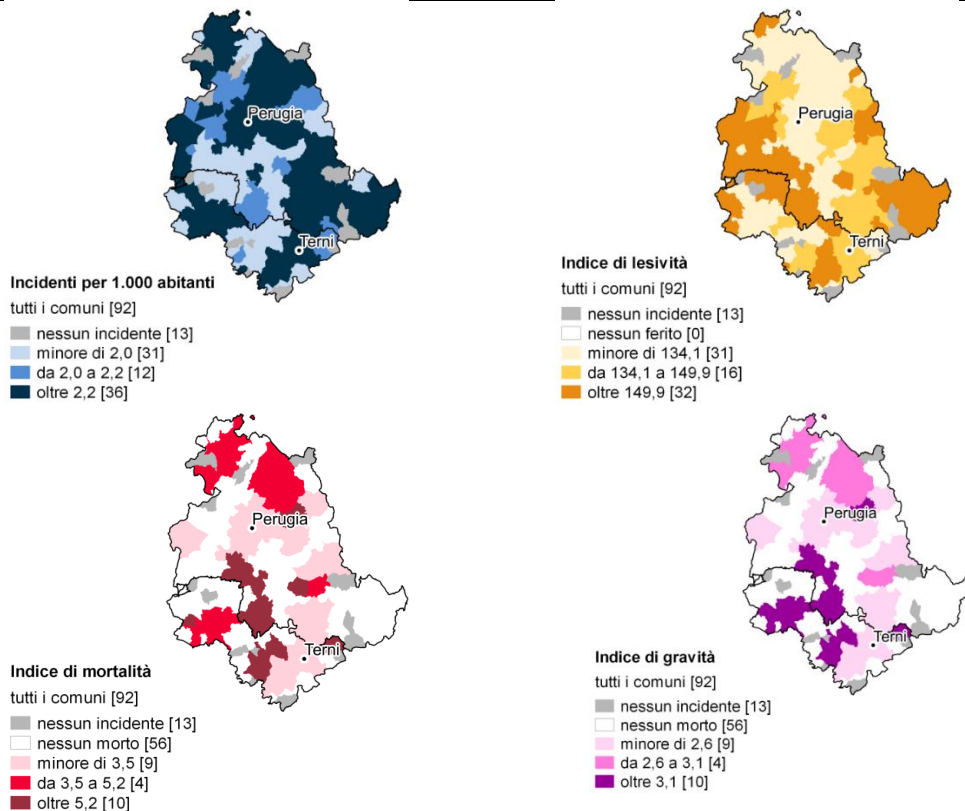 Perugia
Terni
Incidenti per 1.000 abitanti
tutti i comuni [92]
nessun incidente [13]
minore di 2,0 [31]
da 2,0 a 2,2 [12]
oltre 2,2 [36]
Perugia
Terni
Indice di lesività
tutti i comuni [92]
nessun incidente [13]
nessun ferito [0]
minore di 134,1 [31]
da 134,1 a 149,9 [16]
oltre 149,9 [32]
Perugia
Terni
Indice di mortalità
tutti i comuni [92]
nessun incidente [13]
nessun morto [56]
minore di 3,5 [9]
da 3,5 a 5,2 [4]
oltre 5,2 [10]
Perugia
Terni
Indice di gravità
tutti i comuni [92]
nessun incidente [13]
nessun morto [56]
minore di 2,6 [9]
da 2,6 a 3,1 [4]
oltre 3,1 [10]